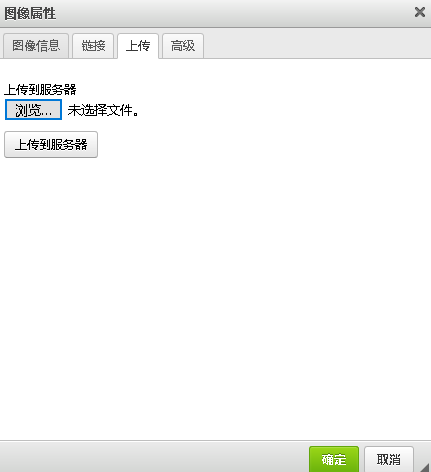 图像属性
图像信息 链接 上传 高级
上传到服务器
浏览... 未选择文件。
上传到服务器
确定 取消